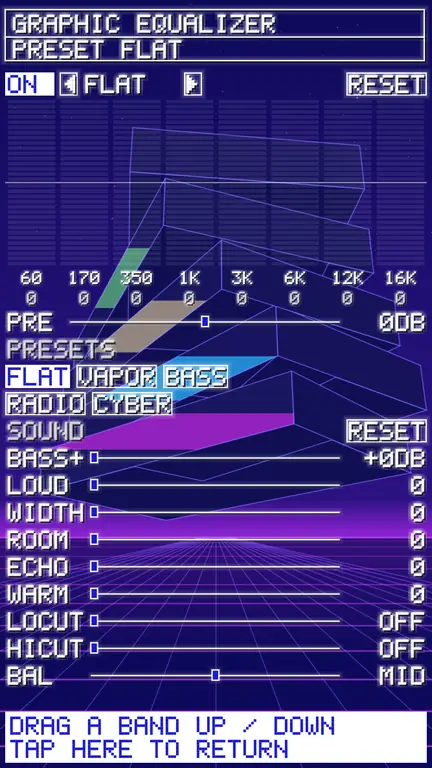 GRAPHIC EQUALIZER
PRESET FLAT
ON FLAT RESET
60 170 350 1K 3K 6K 12K 16K
0 0 0 0 0 0 0 0
PRE 0DB
PRESETS
FLAT VAPOR BASS
RADIO CYBER
SOUND RESET
BASS+ +0DB
LOUD 0
WIDTH 0
ROOM 0
ECHO 0
WARM 0
LOCUT OFF
HICUT OFF
BAL MID
DRAG A BAND UP / DOWN
TAP HERE TO RETURN